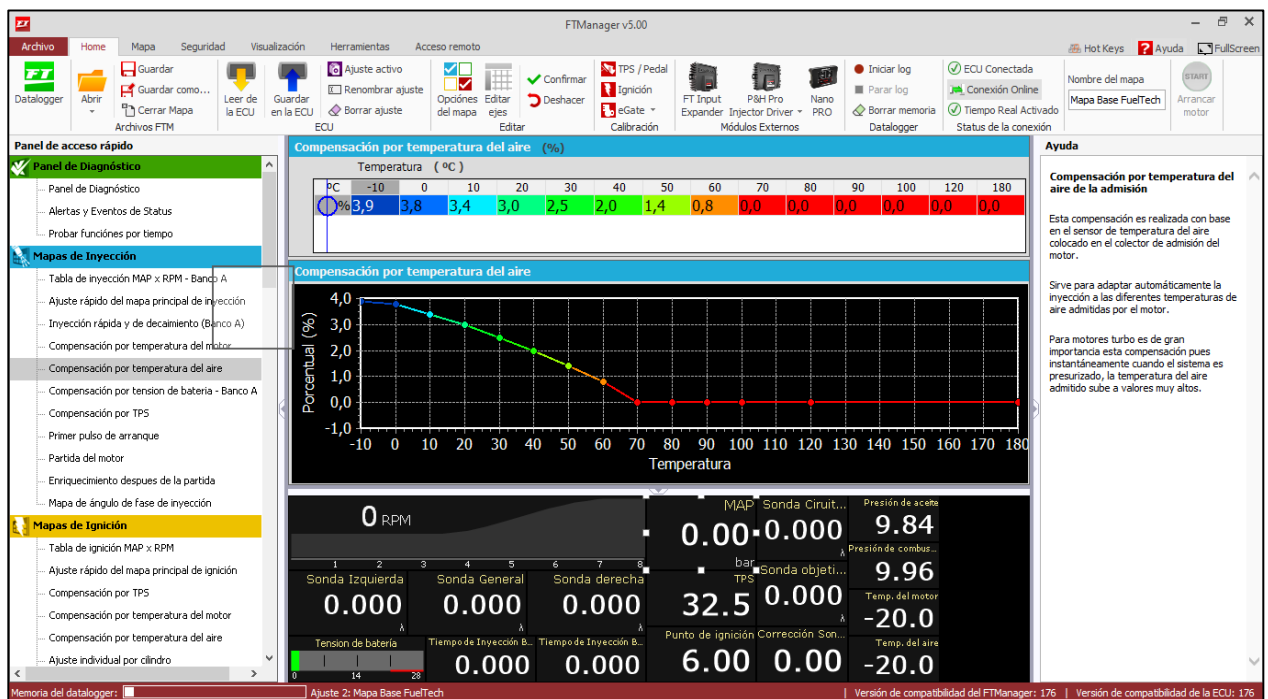 FT
FTManager v5.00
Archivo Home Mapa Seguridad Visualización Herramientas Acceso remoto Hot Keys Ayuda FullScreen
FT Datalogger
Abrir
Guardar
Guardar como...
Cerrar Mapa
Archivos FTM
Leer de la ECU
Guardar en la ECU
Ajuste activo
Renombrar ajuste
Borrar ajuste
ECU
Opciónes del mapa
Editar ejes
Confirmar
Deshacer
Editar
TPS / Pedal
Ignición
eGate
Calibración
FT Input Expander
P&H Pro Injector Driver
Nano PRO
Módulos Externos
Iniciar log
Parar log
Borrar memoria
Datalogger
ECU Conectada
Conexión Online
Tiempo Real Activado
Status de la conexión
Nombre del mapa
Mapa Base FuelTech
START
Arrancar motor
Panel de acceso rápido
Panel de Diagnóstico
Panel de Diagnóstico
Alertas y Eventos de Status
Probar funciónes por tiempo
Mapas de Inyección
Tabla de inyección MAP x RPM - Banco A
Ajuste rápido del mapa principal de inyección
Inyección rápida y de decaimiento (Banco A)
Compensación por temperatura del motor
Compensación por temperatura del aire
Compensación por tension de bateria - Banco A
Compensación por TPS
Primer pulso de arranque
Partida del motor
Enriquecimiento despues de la partida
Mapa de ángulo de fase de inyección
Mapas de Ignición
Tabla de ignición MAP x RPM
Ajuste rápido del mapa principal de ignición
Compensación por TPS
Compensación por temperatura del motor
Compensación por temperatura del aire
Ajuste individual por cilindro
Compensación por temperatura del aire (%)
Temperatura (ºC)
ºC -10 0 10 20 30 40 50 60 70 80 90 100 120 180
% 3,9 3,8 3,4 3,0 2,5 2,0 1,4 0,8 0,0 0,0 0,0 0,0 0,0 0,0
Compensación por temperatura del aire
Porcentual (%)
4,0
3,0
2,0
1,0
0,0
-1,0
-10 0 10 20 30 40 50 60 70 80 90 100 110 120 130 140 150 160 170 180
Temperatura
0 RPM
1 2 3 4 5 6 7 8
MAP
0.00
bar
Sonda Ciruit...
0.000
λ
Presión de aceite
9.84
Presión de combus...
9.96
Sonda Izquierda
0.000
λ
Sonda General
0.000
λ
Sonda derecha
0.000
λ
TPS
32.5
Sonda objeti...
0.000
λ
Temp. del motor
-20.0
Tension de batería
0 14 28
Tiempo de Inyección B...
0.000
Tiempo de Inyección B...
0.000
Punto de ignición
6.00
Corrección Son...
0.00
Temp. del aire
-20.0
Ayuda
Compensación por temperatura del
aire de la admisión
Esta compensación es realizada con base
en el sensor de temperatura del aire
colocado en el colector de admisión del
motor.
Sirve para adaptar automáticamente la
inyección a las diferentes temperaturas de
aire admitidas por el motor.
Para motores turbo es de gran
importancia esta compensación pues
instantáneamente cuando el sistema es
presurizado, la temperatura del aire
admitido sube a valores muy altos.
Memoria del datalogger:
Ajuste 2: Mapa Base FuelTech
Versión de compatibilidad del FTManager: 176 | Versión de compatibilidad de la ECU: 176